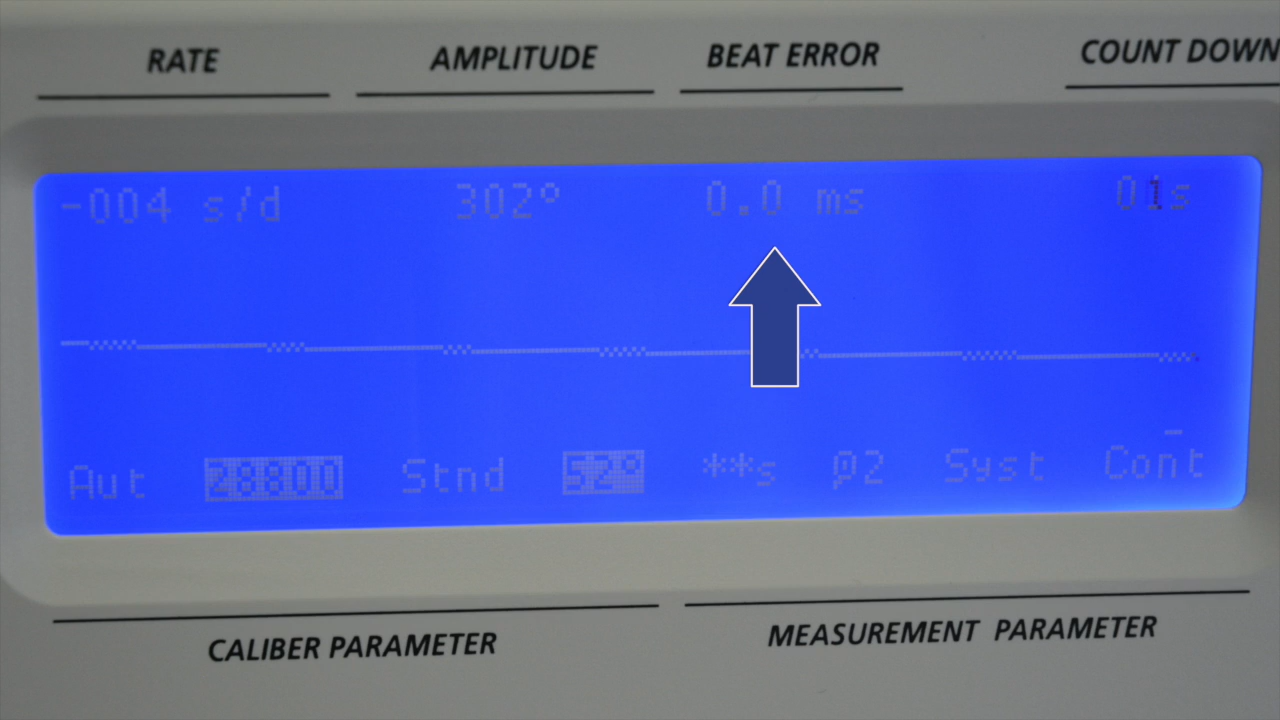 RATE AMPLITUDE BEAT ERROR COUNT DOWN
-004 s/d 302° 0.0 ms 01s
Aut 28800 Stnd 52° **s φ2 Syst Cont
CALIBER PARAMETER MEASUREMENT PARAMETER